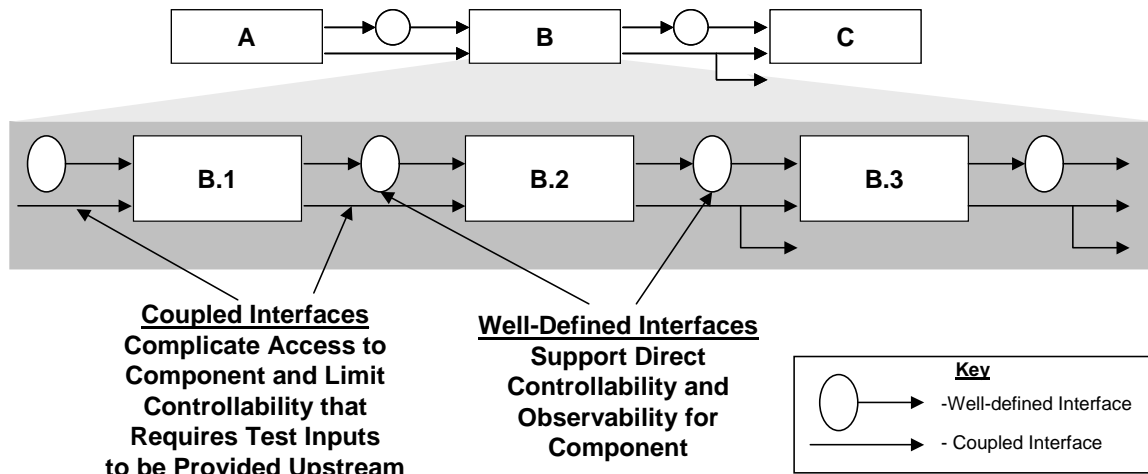 A
B
C
B.1
B.2
B.3
Coupled Interfaces
Complicate Access to
Component and Limit
Controllability that
Requires Test Inputs
to be Provided Upstream
Well-Defined Interfaces
Support Direct
Controllability and
Observability for
Component
Key
-Well-defined Interface
- Coupled Interface